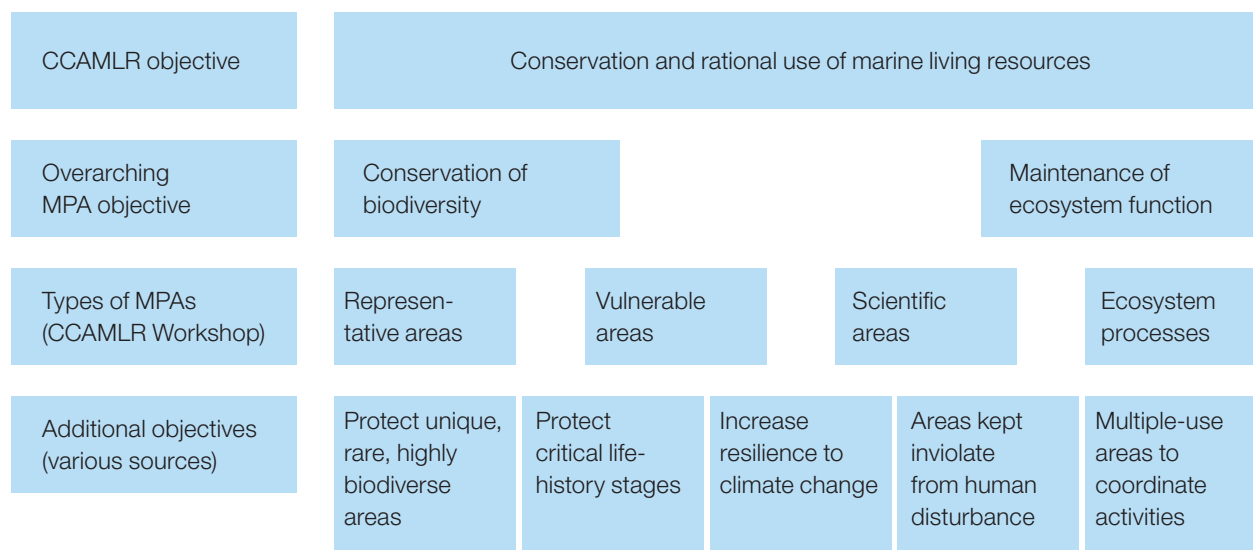 CCAMLR objective
Conservation and rational use of marine living resources
Overarching
MPA objective
Conservation of
biodiversity
Maintenance of
ecosystem function
Types of MPAs
(CCAMLR Workshop)
Represen-
tative areas
Vulnerable
areas
Scientific
areas
Ecosystem
processes
Additional objectives
(various sources)
Protect unique,
rare, highly
biodiverse
areas
Protect
critical life-
history stages
Increase
resilience to
climate change
Areas kept
inviolate
from human
disturbance
Multiple-use
areas to
coordinate
activities